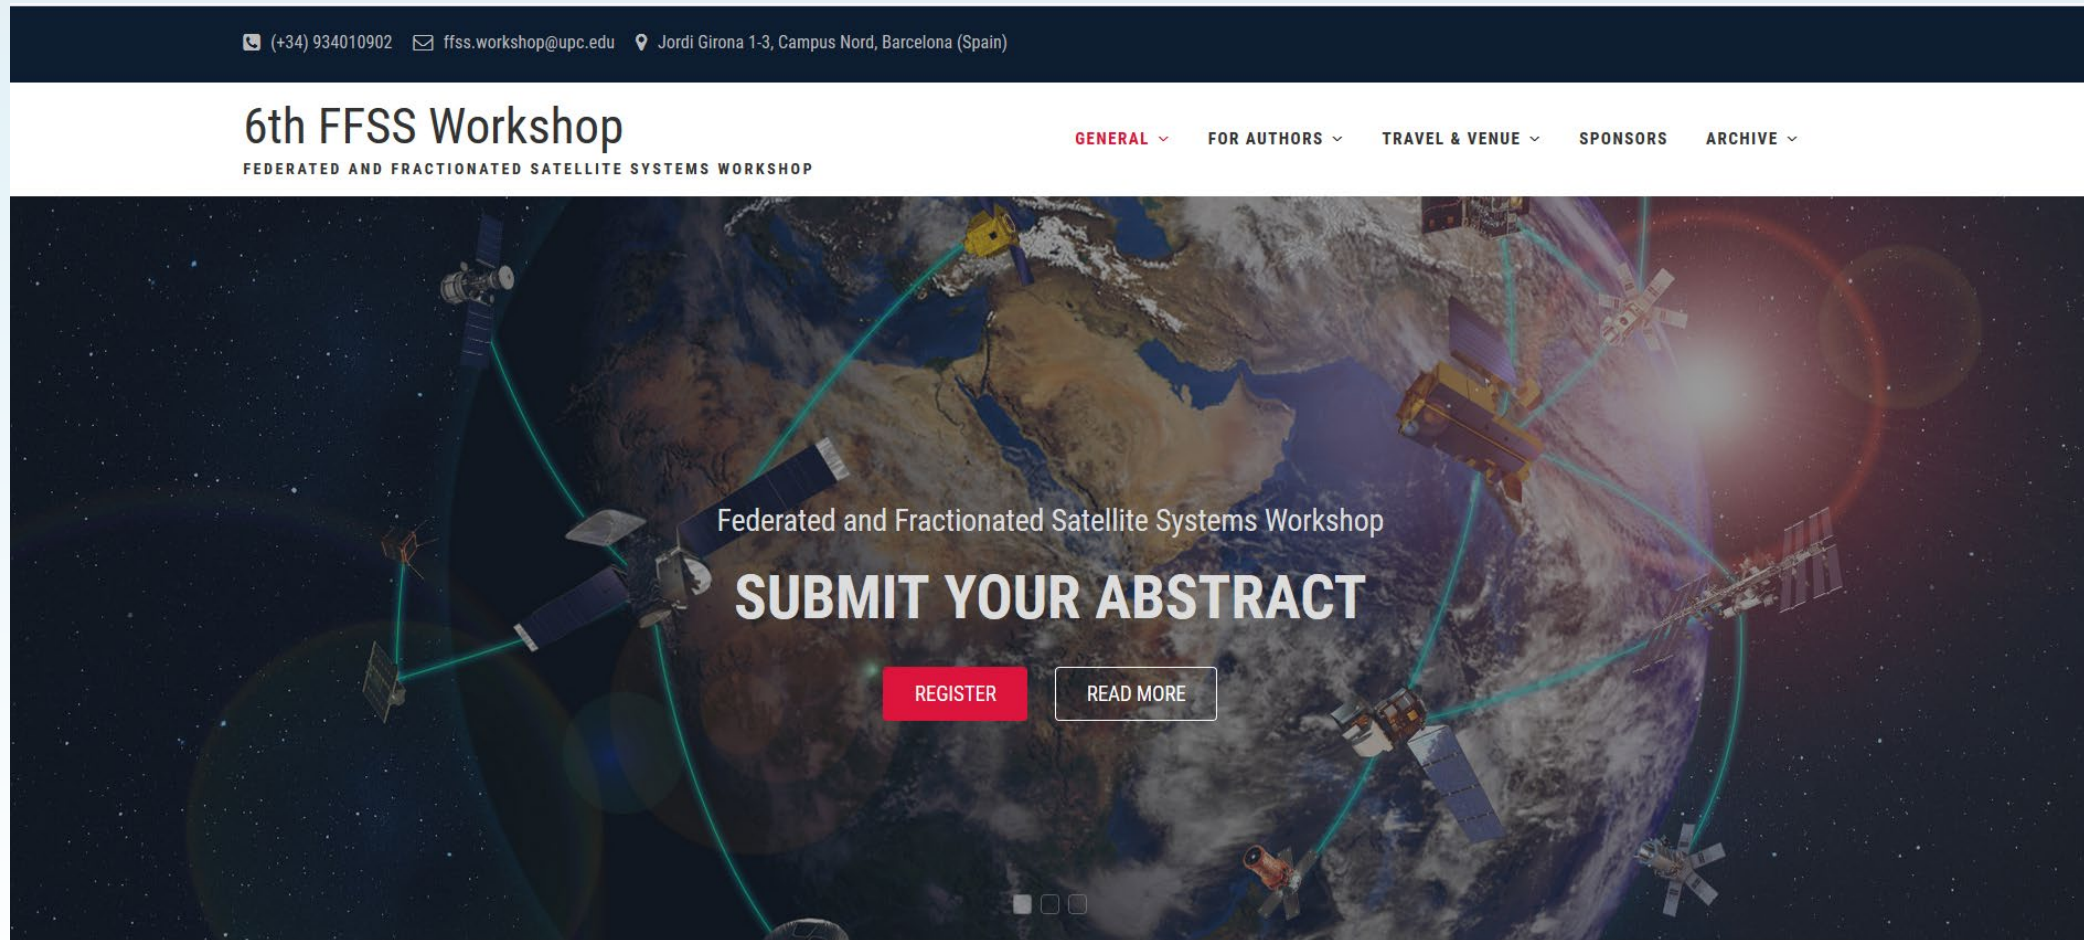 (+34) 934010902 ffss.workshop@upc.edu Jordi Girona 1-3, Campus Nord, Barcelona (Spain)
6th FFSS Workshop
FEDERATED AND FRACTIONATED SATELLITE SYSTEMS WORKSHOP
GENERAL FOR AUTHORS TRAVEL & VENUE SPONSORS ARCHIVE
Federated and Fractionated Satellite Systems Workshop
SUBMIT YOUR ABSTRACT
REGISTER READ MORE